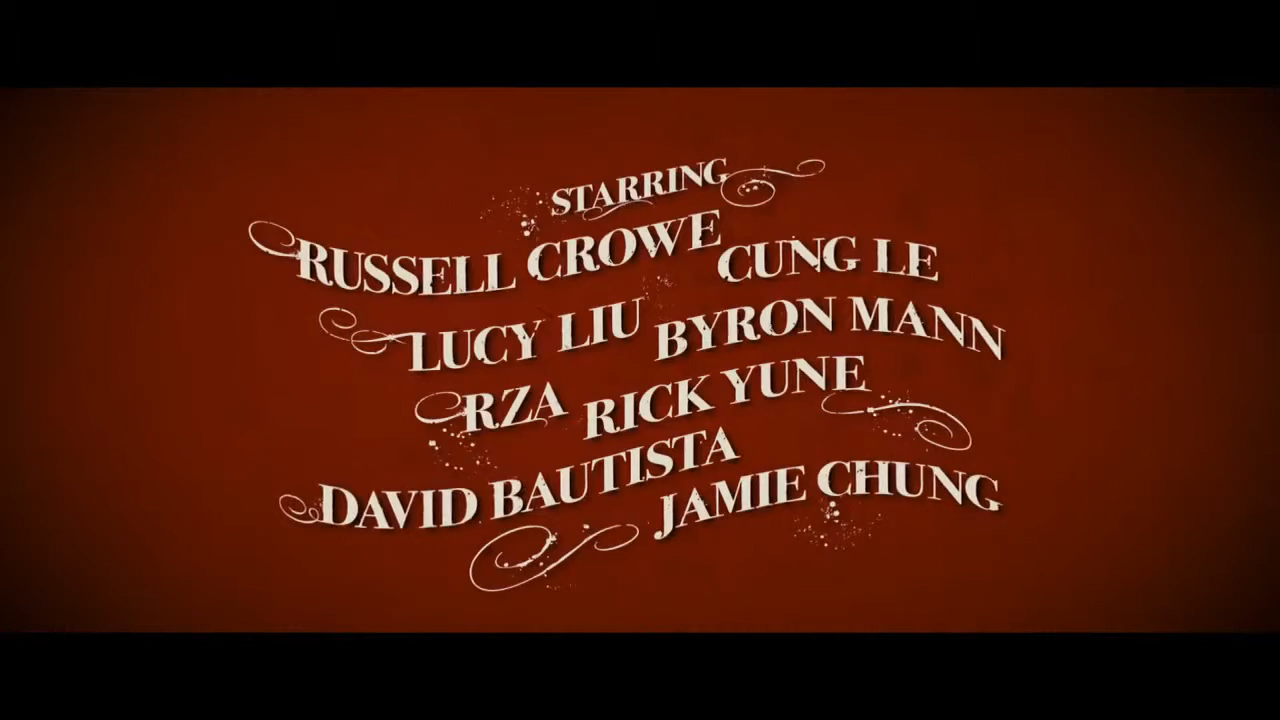 STARRING
RUSSELL CROWE CUNG LE
LUCY LIU BYRON MANN
RZA RICK YUNE
DAVID BAUTISTA JAMIE CHUNG